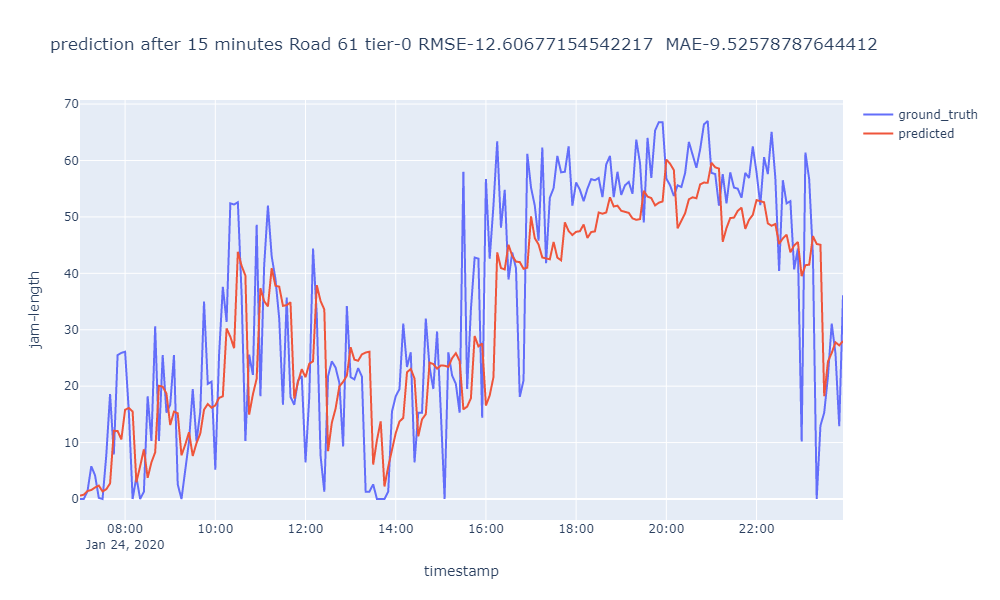 prediction after 15 minutes Road 61 tier-0 RMSE-12.60677154542217  MAE-9.52578787644412
ground_truth
predicted
jam-length
70
60
50
40
30
20
10
0
08:00 10:00 12:00 14:00 16:00 18:00 20:00 22:00
Jan 24, 2020
timestamp